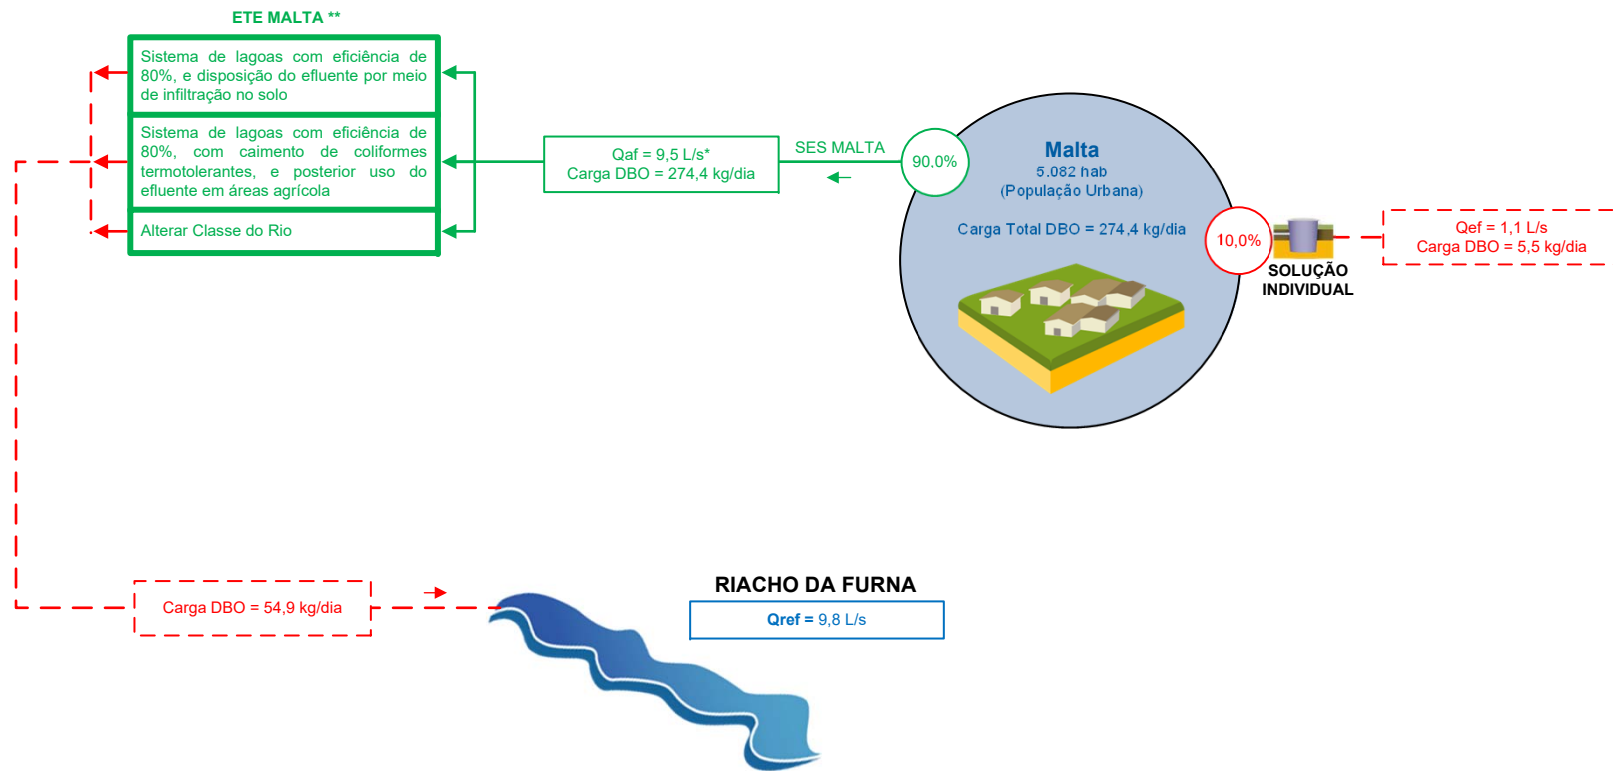 ETE MALTA **
Sistema de lagoas com eficiência de
80%, e disposição do efluente por meio
de infiltração no solo
Sistema de lagoas com eficiência de
80%, com caimento de coliformes
termotolerantes, e posterior uso do
efluente em áreas agrícola
Alterar Classe do Rio
Qaf = 9,5 L/s*
Carga DBO = 274,4 kg/dia
SES MALTA
90.0%
Malta
5.082 hab
(População Urbana)
Carga Total DBO = 274,4 kg/dia
10,0%
SOLUÇÃO
INDIVIDUAL
Qef = 1,1 L/s
Carga DBO = 5,5 kg/dia
Carga DBO = 54,9 kg/dia
RIACHO DA FURNA
Qref = 9,8 L/s